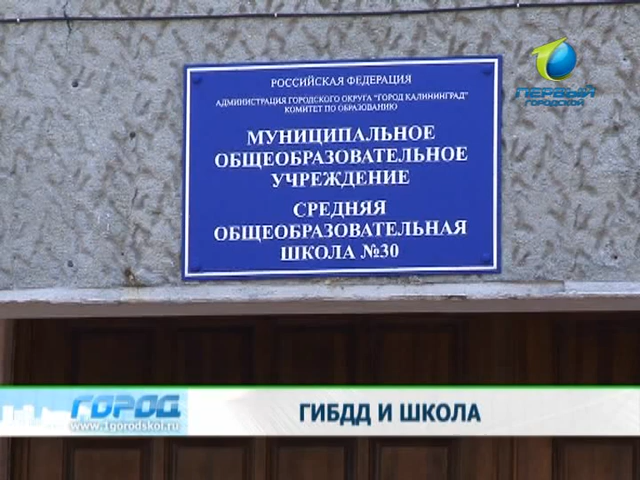 ПЕРВЫЙ
ГОРОДСКОЙ
РОССИЙСКАЯ ФЕДЕРАЦИЯ
АДМИНИСТРАЦИЯ ГОРОДСКОГО ОКРУГА "ГОРОД КАЛИНИНГРАД"
КОМИТЕТ ПО ОБРАЗОВАНИЮ
МУНИЦИПАЛЬНОЕ
ОБЩЕОБРАЗОВАТЕЛЬНОЕ
УЧРЕЖДЕНИЕ
СРЕДНЯЯ
ОБЩЕОБРАЗОВАТЕЛЬНАЯ
ШКОЛА №30
ГОРОД
www.1gorodskoi.ru
ГИБДД И ШКОЛА